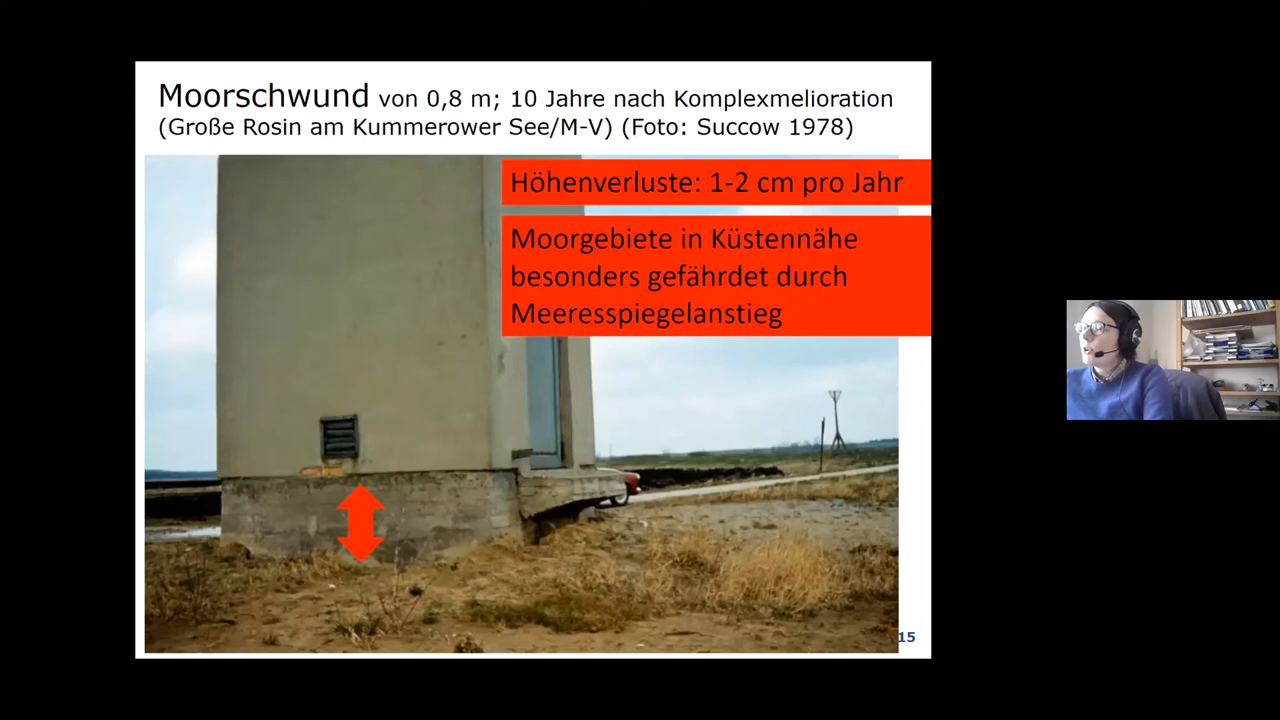 Moorschwund von 0,8 m; 10 Jahre nach Komplexmelioration
(Große Rosin am Kummerower See/M-V) (Foto: Succow 1978)
Höhenverluste: 1-2 cm pro Jahr
Moorgebiete in Küstennähe
besonders gefährdet durch
Meeresspiegelanstieg
15